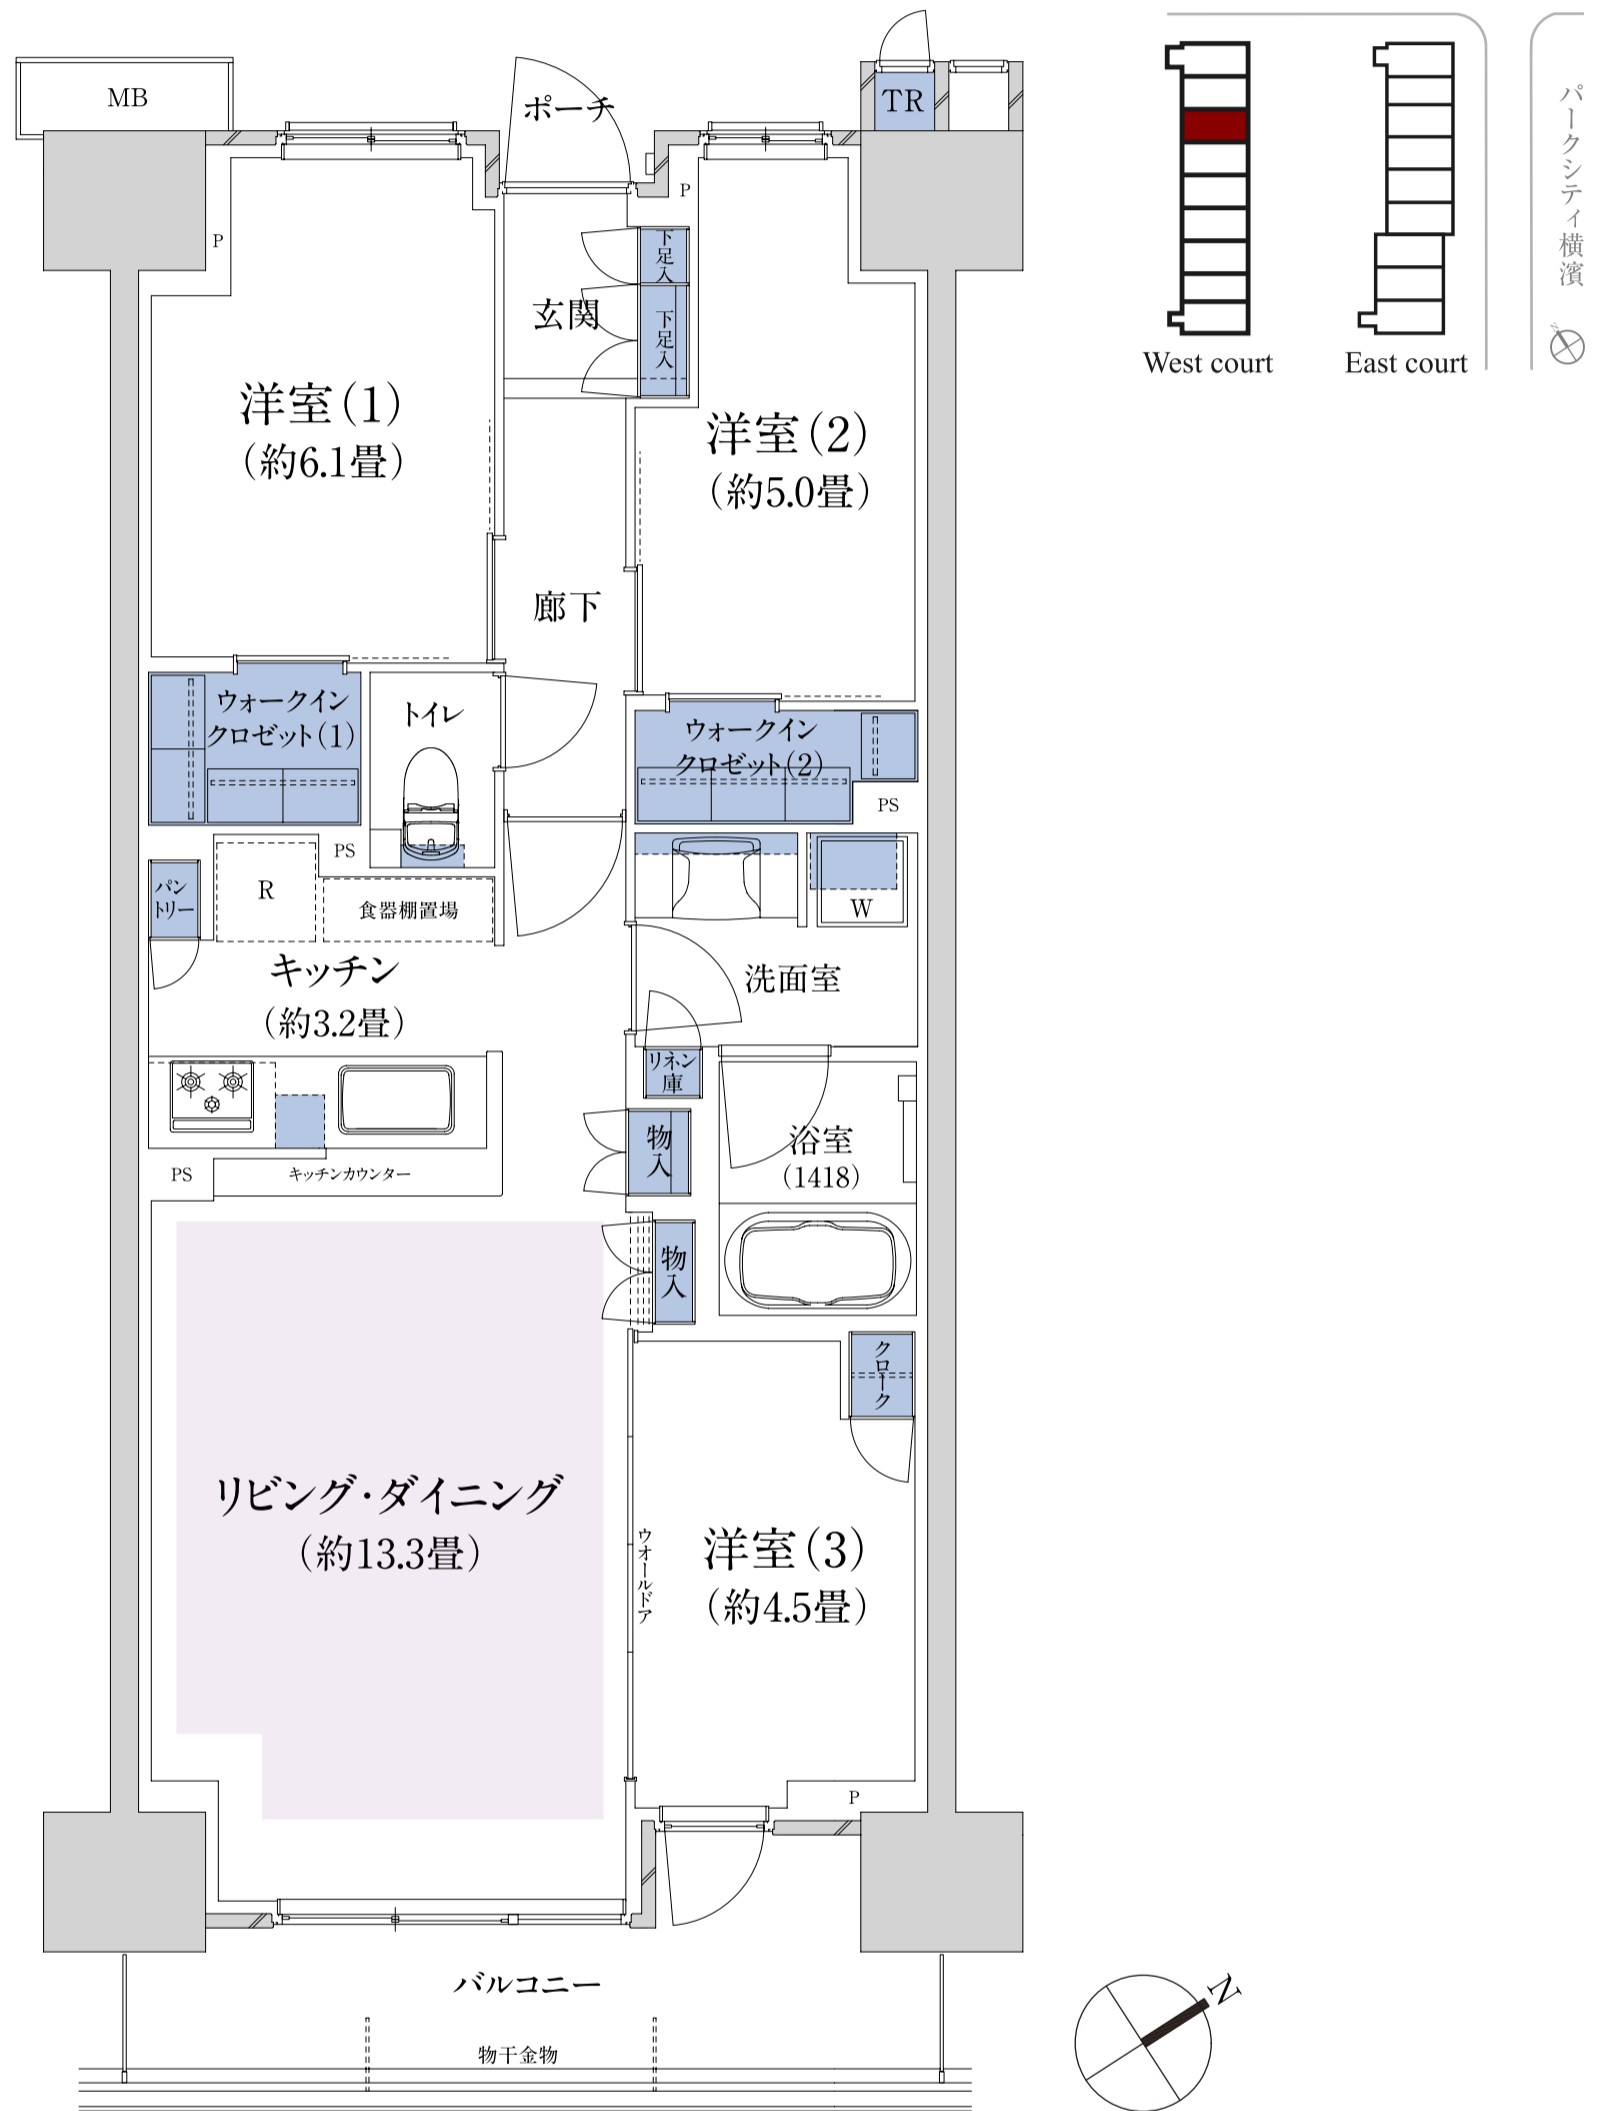 MB
ポーチ
TR
P
P
下足入
下足入
玄関
洋室(1)
(約6.1畳)
洋室(2)
(約5.0畳)
廊下
ウォークイン
クロゼット(1)
トイレ
ウォークイン
クロゼット(2)
PS
PS
パン
トリー
R
食器棚置場
W
キッチン
(約3.2畳)
洗面室
リネン
庫
物入
浴室
(1418)
PS
キッチンカウンター
物入
クローク
リビング・ダイニング
(約13.3畳)
ウオールドア
洋室(3)
(約4.5畳)
P
バルコニー
物干金物
N
West court
East court
パークシティ横濱
N